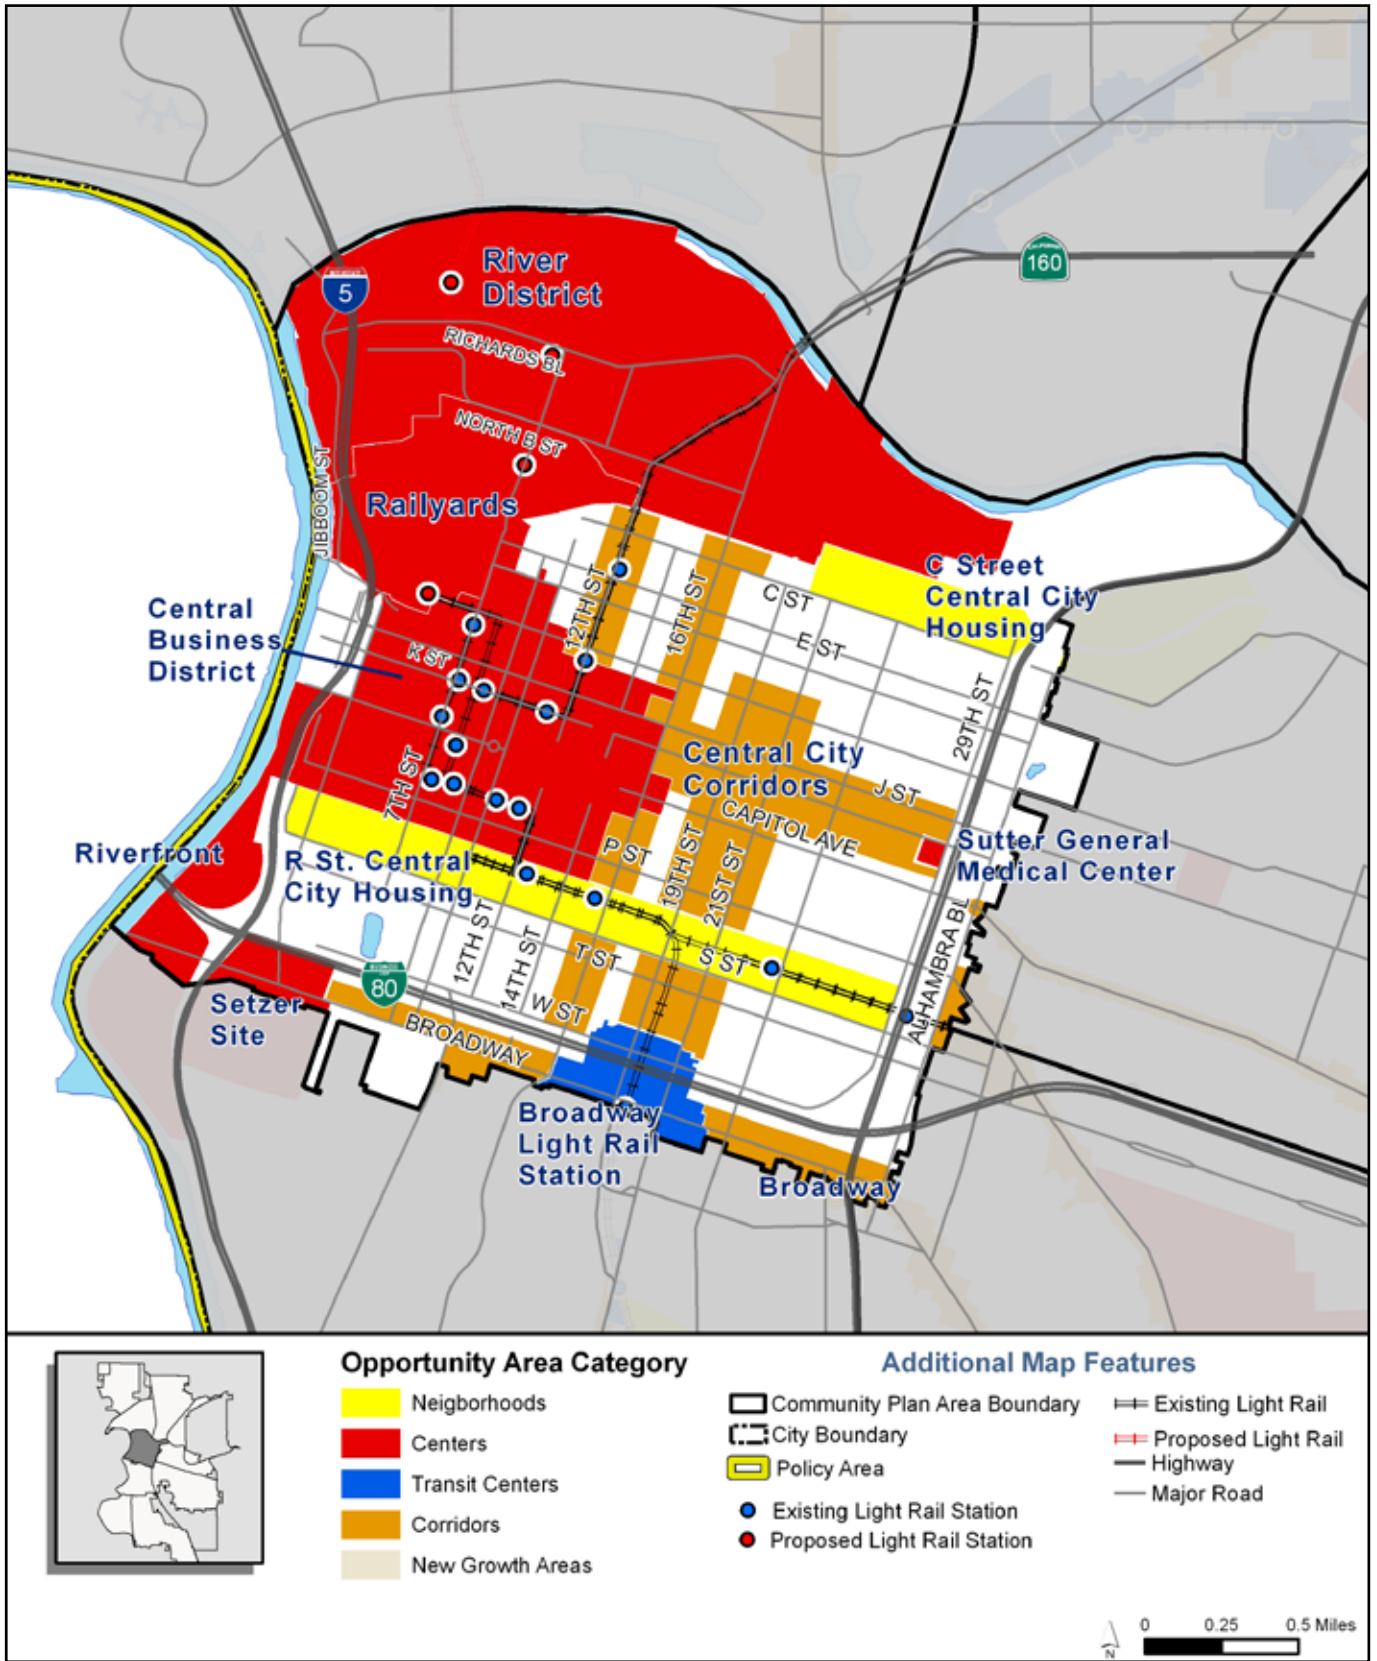 River
District
CALIFORNIA
160
INTERSTATE
5
RICHARDS BL
NORTH B ST
Railyards
JIBBOOM ST
C Street
Central City
Housing
Central
Business
District
12TH ST
16TH ST
C ST
E ST
K ST
29TH ST
Central City
Corridors
7TH ST
J ST
CAPITOL AVE
Sutter General
Medical Center
Riverfront
R St. Central
City Housing
P ST
19TH ST
21ST ST
12TH ST
14TH ST
T ST
S ST
ALHAMBRA BL
BUSINESS
80
W ST
Setzer
Site
BROADWAY
Broadway
Light Rail
Station
Broadway
Opportunity Area Category
Neigborhoods
Centers
Transit Centers
Corridors
New Growth Areas
Additional Map Features
Community Plan Area Boundary
City Boundary
Policy Area
Existing Light Rail Station
Proposed Light Rail Station
Existing Light Rail
Proposed Light Rail
Highway
Major Road
N
0 0.25 0.5 Miles